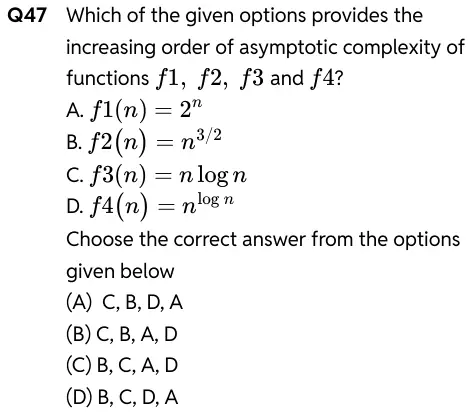 Q47 Which of the given options provides the
increasing order of asymptotic complexity of
functions f1, f2, f3 and f4?
A. f1(n) = 2ⁿ
B. f2(n) = n^{3/2}
C. f3(n) = n log n
D. f4(n) = n^{log n}
Choose the correct answer from the options
given below
(A) C, B, D, A
(B) C, B, A, D
(C) B, C, A, D
(D) B, C, D, A